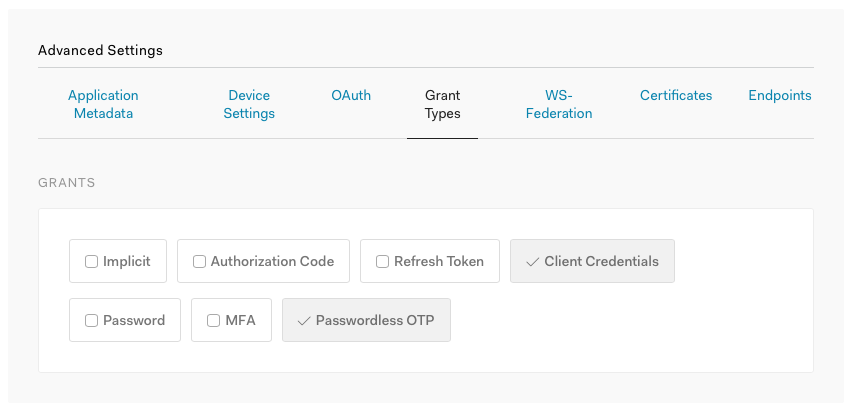 Advanced Settings
Application Metadata
Device Settings
OAuth
Grant Types
WS-Federation
Certificates
Endpoints
GRANTS
Implicit
Authorization Code
Refresh Token
Client Credentials
Password
MFA
Passwordless OTP